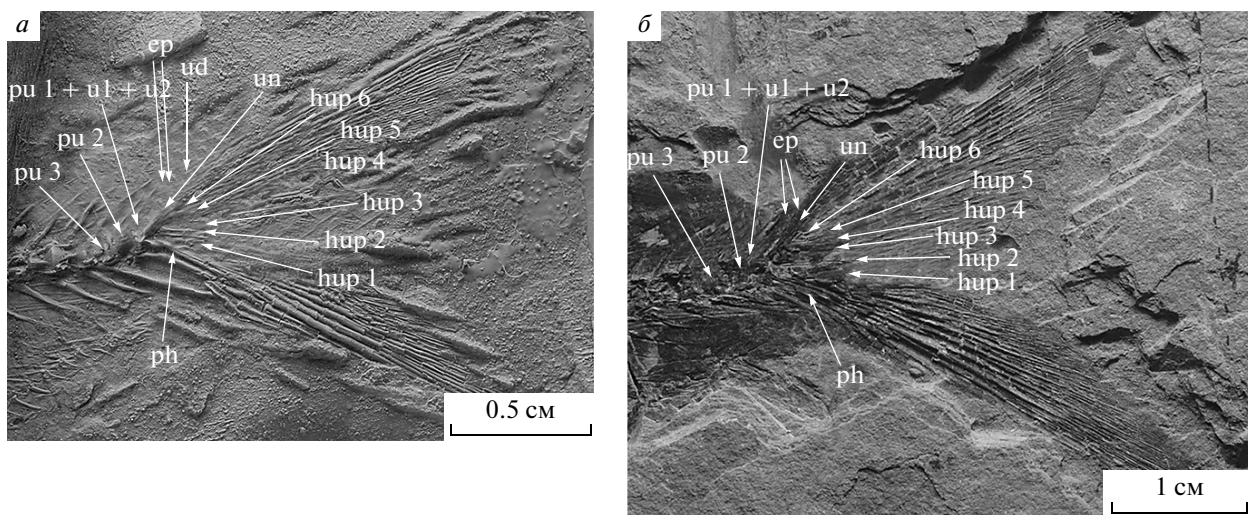 а
ep
ud
un
pu 1 + u1 + u2
hup 6
hup 5
pu 2
hup 4
pu 3
hup 3
hup 2
hup 1
ph
0.5 см
б
pu 1 + u1 + u2
ep
un
pu 3
pu 2
hup 6
hup 5
hup 4
hup 3
hup 2
hup 1
ph
1 см